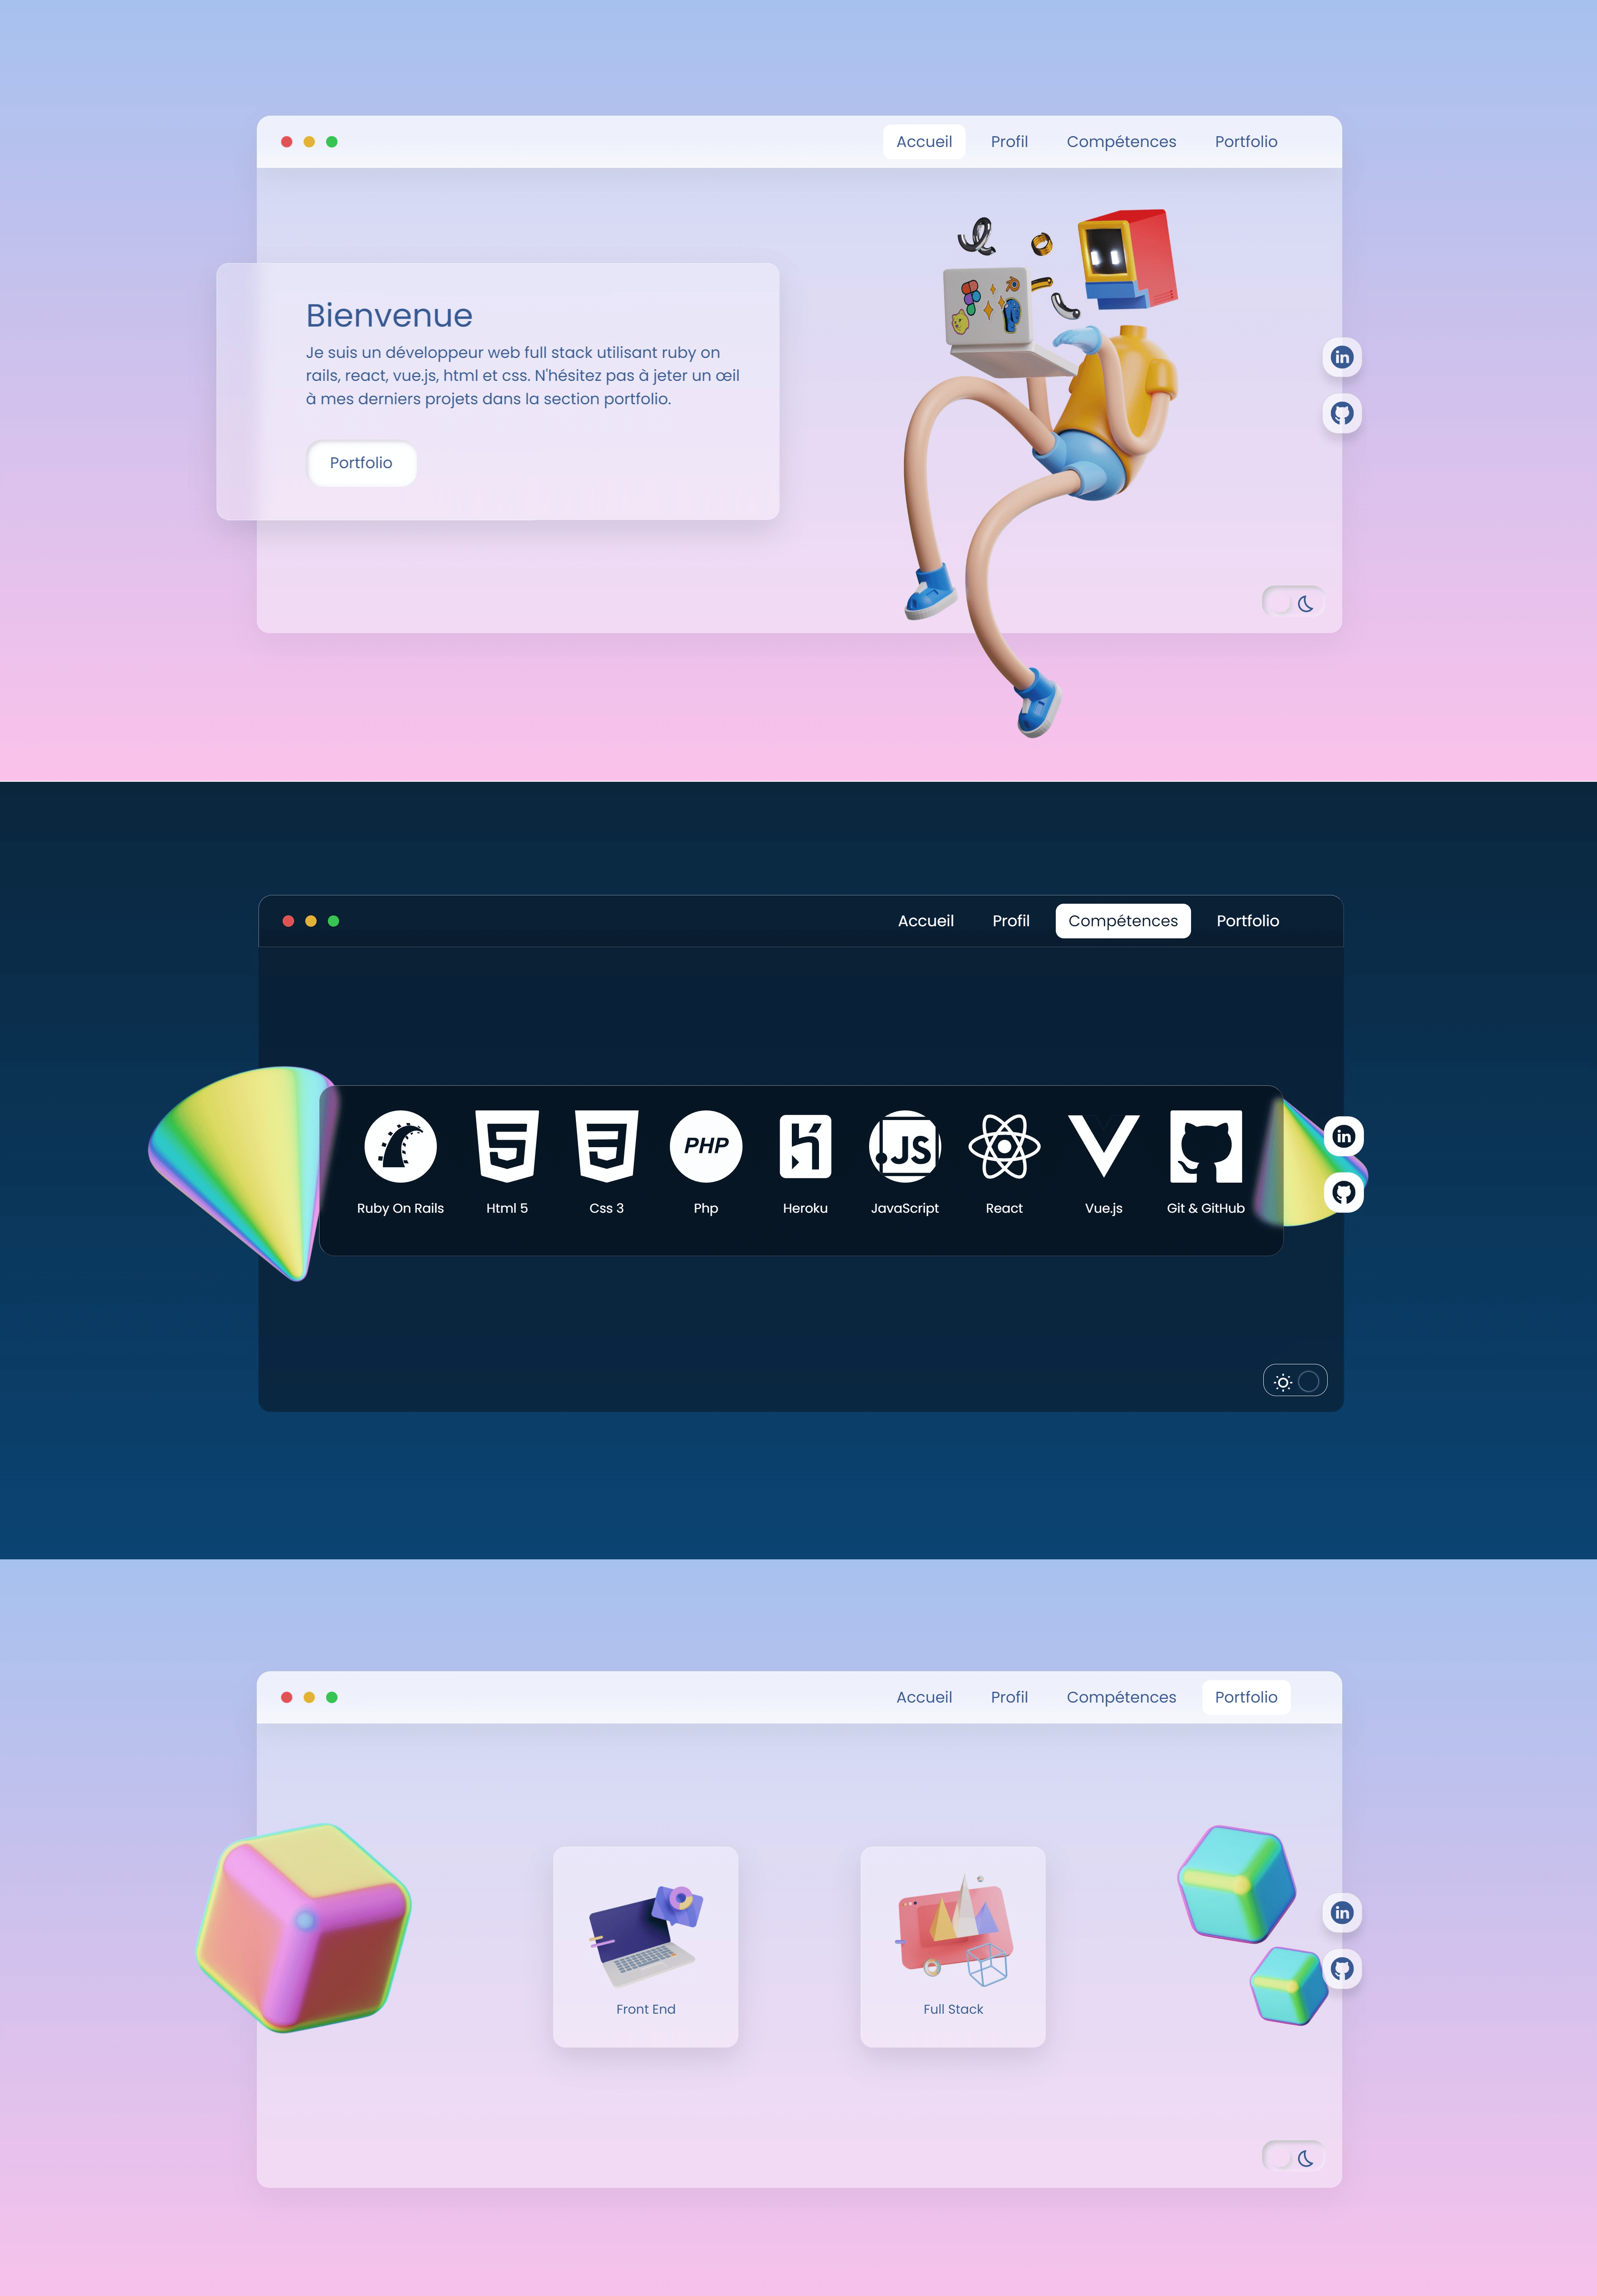 Accueil Profil Compétences Portfolio
Bienvenue
Je suis un développeur web full stack utilisant ruby on
rails, react, vue.js, html et css. N'hésitez pas à jeter un œil
à mes derniers projets dans la section portfolio.
in
Portfolio
Accueil Profil Compétences Portfolio
PHP JS
in
Ruby On Rails Html 5 Css 3 Php Heroku JavaScript React Vue.js Git & GitHub
Accueil Profil Compétences Portfolio
in
Front End Full Stack